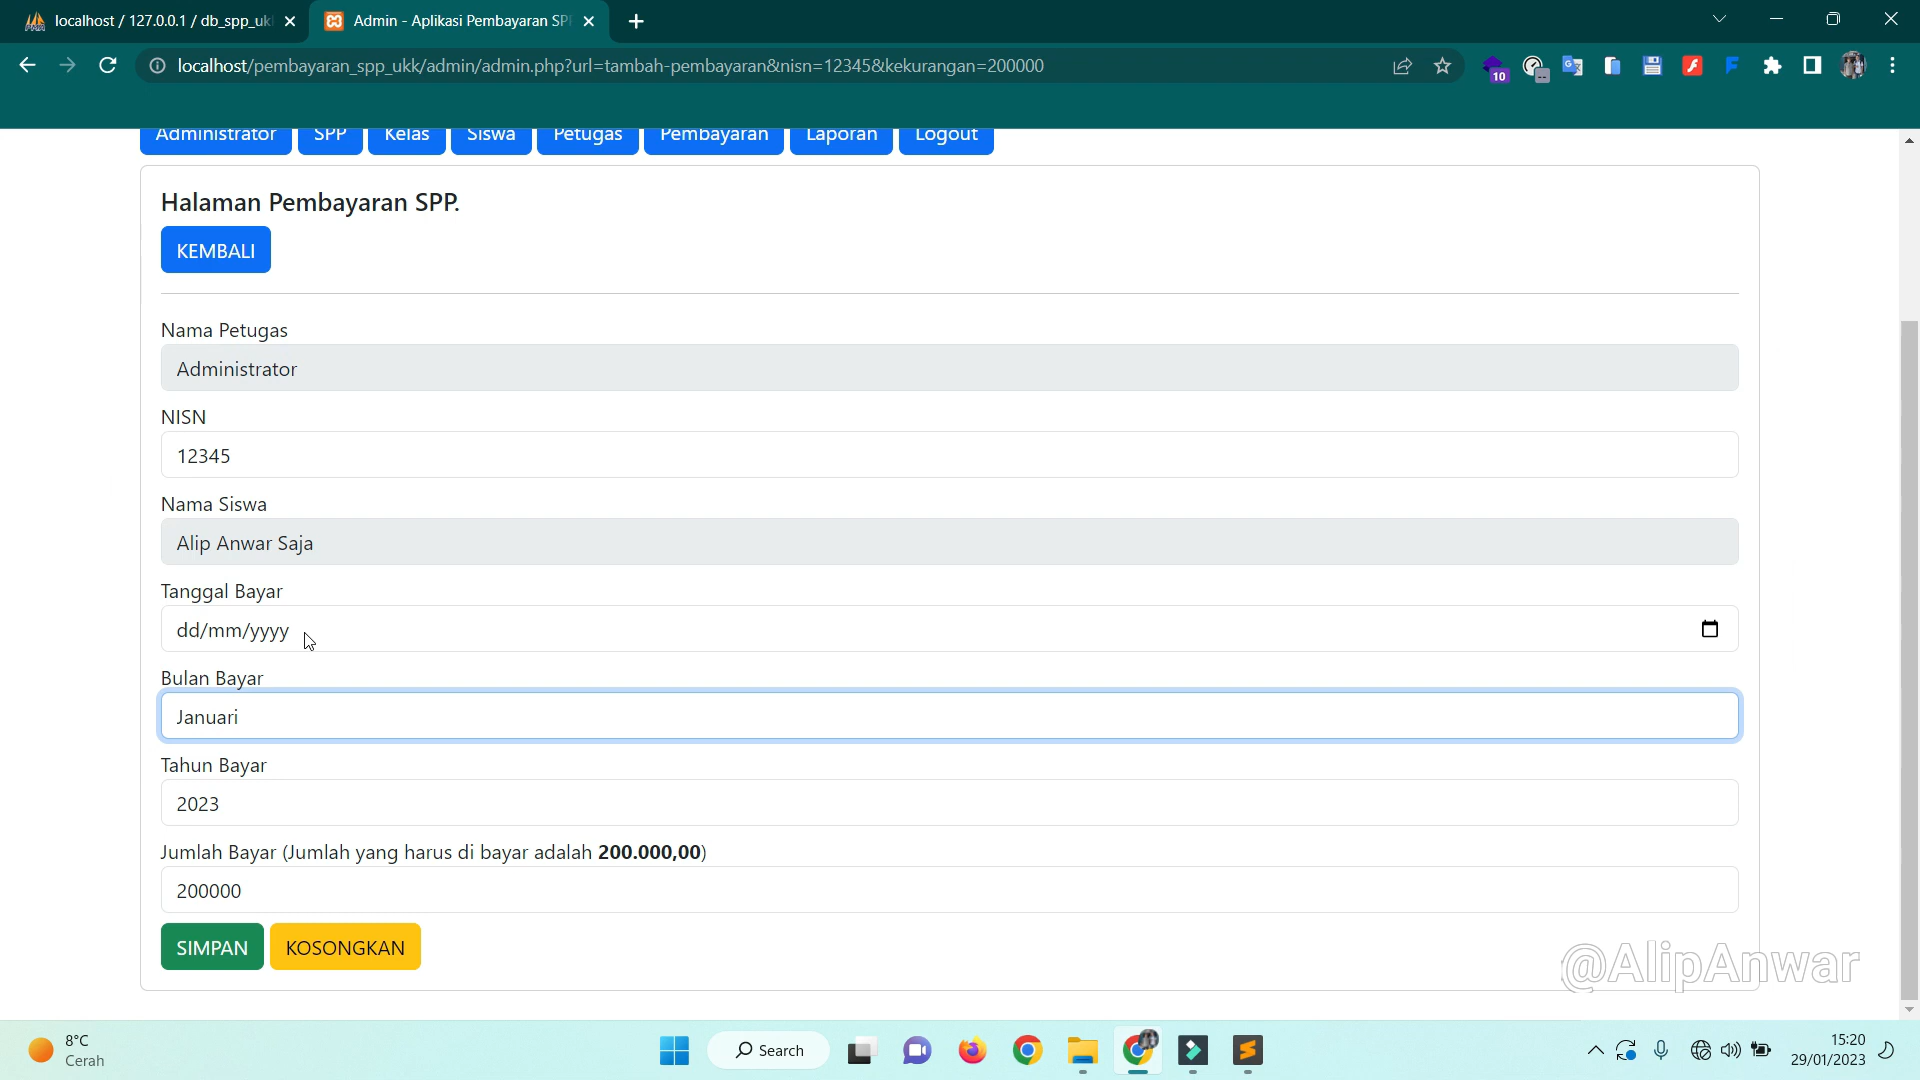 localhost / 127.0.0.1 / db_spp_uk
Admin - Aplikasi Pembayaran SP
localhost/pembayaran_spp_ukk/admin/admin.php?url=tambah-pembayaran&nisn=12345&kekurangan=200000
10
Administrator SPP Kelas Siswa Petugas Pembayaran Laporan Logout
Halaman Pembayaran SPP.
KEMBALI
Nama Petugas
Administrator
NISN
12345
Nama Siswa
Alip Anwar Saja
Tanggal Bayar
dd/mm/yyyy
Bulan Bayar
Januari
Tahun Bayar
2023
Jumlah Bayar (Jumlah yang harus di bayar adalah 200.000,00)
200000
SIMPAN KOSONGKAN
@AlipAnwar
8°C
Cerah
Search
15:20
29/01/2023